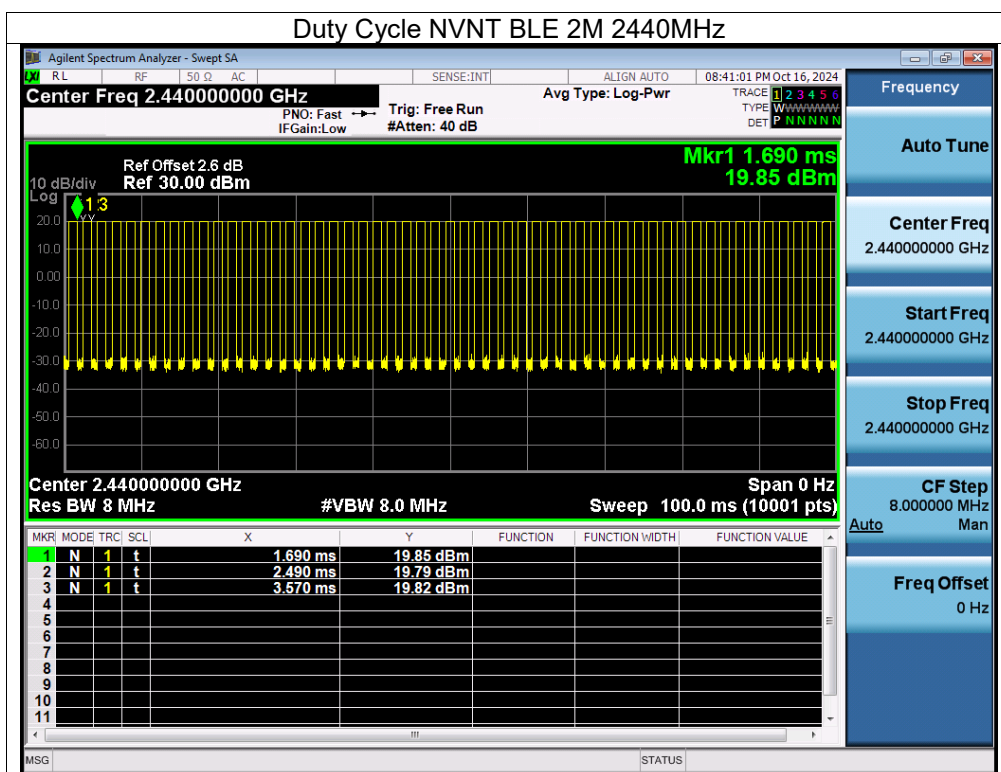 Duty Cycle NVNT BLE 2M 2440MHz
Agilent Spectrum Analyzer - Swept SA
LXI RL RF 50 Ω AC SENSE:INT ALIGN AUTO 08:41:01 PM Oct 16, 2024
Center Freq 2.440000000 GHz Avg Type: Log-Pwr TRACE 1 2 3 4 5 6
PNO: Fast Trig: Free Run TYPE WWWWWW
IFGain:Low #Atten: 40 dB DET P N N N N N
Mkr1 1.690 ms
19.85 dBm
Ref Offset 2.6 dB
10 dB/div Ref 30.00 dBm
Log
1 3
20.0
10.0
0.00
-10.0
-20.0
-30.0
-40.0
-50.0
-60.0
Center 2.440000000 GHz Span 0 Hz
Res BW 8 MHz #VBW 8.0 MHz Sweep 100.0 ms (10001 pts)
MKR MODE TRC SCL X Y FUNCTION FUNCTION WIDTH FUNCTION VALUE
1 N 1 t 1.690 ms 19.85 dBm
2 N 1 t 2.490 ms 19.79 dBm
3 N 1 t 3.570 ms 19.82 dBm
4
5
6
7
8
9
10
11
MSG STATUS
Frequency
Auto Tune
Center Freq
2.440000000 GHz
Start Freq
2.440000000 GHz
Stop Freq
2.440000000 GHz
CF Step
8.000000 MHz
Auto Man
Freq Offset
0 Hz